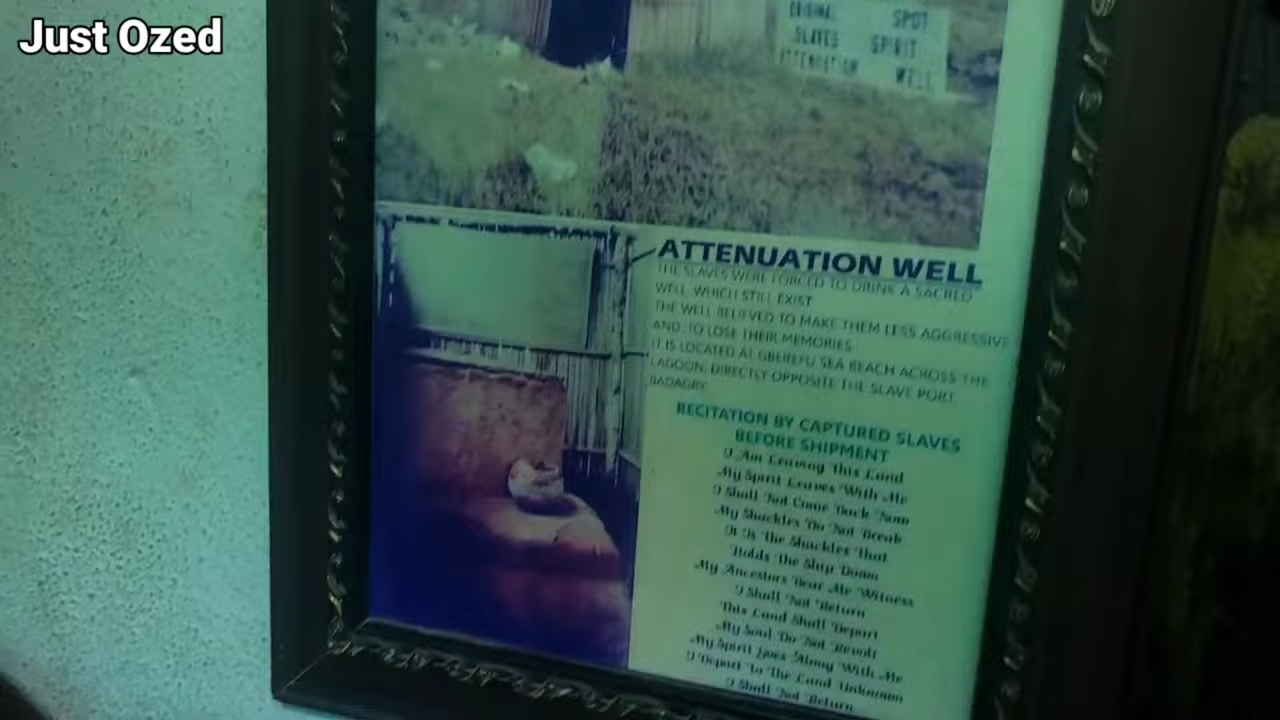 Just Ozed
ORIGINAL SPOT
SLAVES SPIRIT
ATTENUATION WELL
ATTENUATION WELL
THE SLAVES WERE FORCED TO DRINK A SACRED
WELL WHICH STILL EXIST
THE WELL BELIEVED TO MAKE THEM LESS AGGRESSIVE
AND TO LOSE THEIR MEMORIES
IT IS LOCATED AT GBEREFU SEA BEACH ACROSS THE
LAGOON, DIRECTLY OPPOSITE THE SLAVE PORT
BADAGRY
RECITATION BY CAPTURED SLAVES
BEFORE SHIPMENT
I Am Leaving This Land
My Spirit Leaves With Me
I Shall Not Come Back Now
My Shackles Do Not Break
It Is The Shackles That
Holds The Ship Down
My Ancestors Bear Me Witness
I Shall Not Return
This Land Shall Depart
My Soul Do Not Revolt
My Spirit Goes Along With Me
I Depart To The Land Unknown
I Shall Not Return